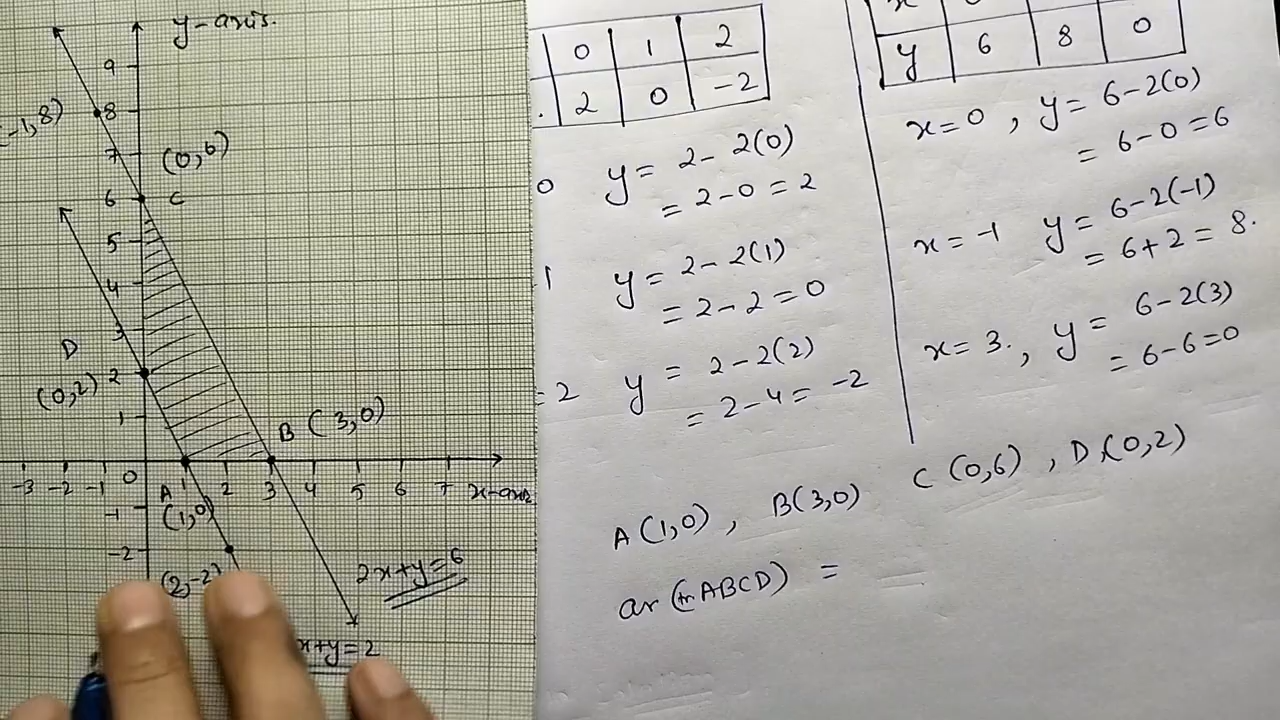 y-axis.
9
-1,8)
8
7
(0,6)
6
C
5
4
3
D
(0,2)
2
1
B (3,0)
-3 -2 -1 0 1 2 3 4 5 6 7 x-axis
A
(1,0)
-1
-2
(2,-2)
2x+y=6
x+y=2
0 1 2
2 0 -2
0 y = 2-2(0)
= 2-0 = 2
1 y = 2-2(1)
= 2-2 = 0
=2 y = 2-2(2)
= 2-4 = -2
y 6 8 0
x=0, y = 6-2(0)
= 6-0 = 6
x=-1 y = 6-2(-1)
= 6+2 = 8.
x=3., y = 6-2(3)
= 6-6=0
A(1,0), B(3,0) C(0,6), D(0,2)
ar (trABCD) =